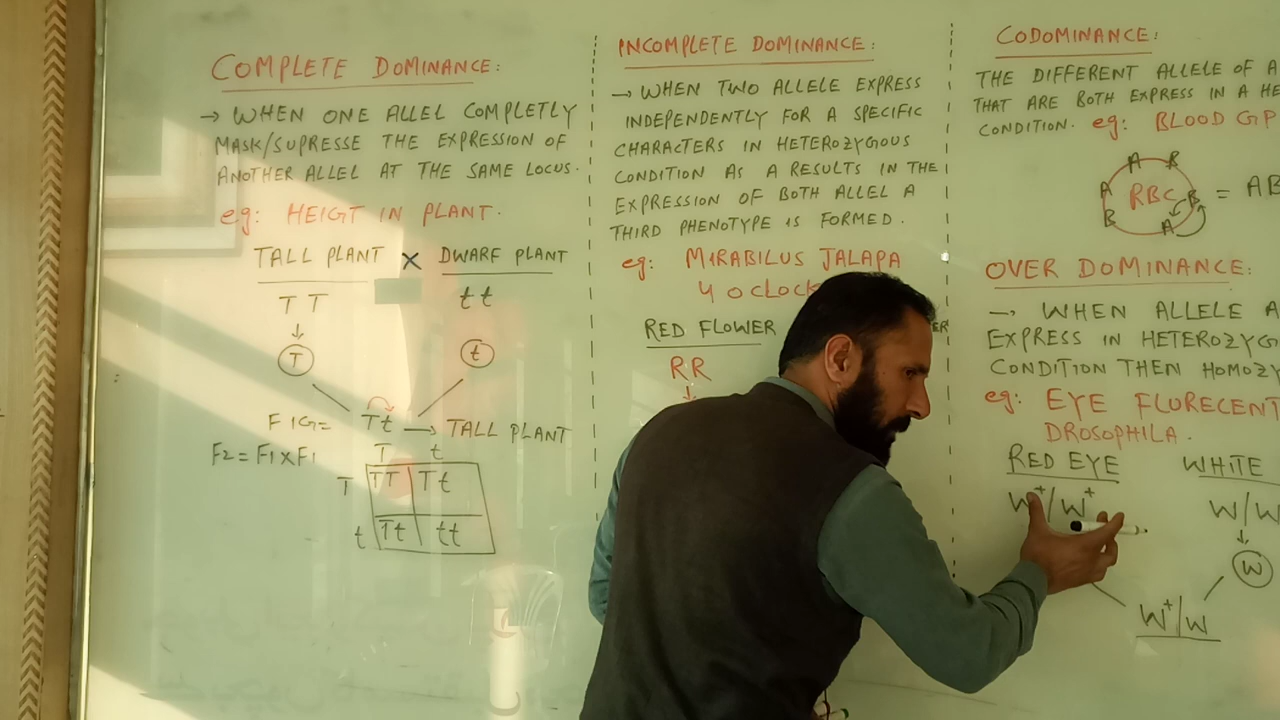 COMPLETE DOMINANCE:
→ WHEN ONE ALLEL COMPLETLY
MASK/SUPRESSE THE EXPRESSION OF
ANOTHER ALLEL AT THE SAME LOCUS.
eg: HEIGT IN PLANT.
TALL PLANT X DWARF PLANT
TT tt
T t
F1G= Tt → TALL PLANT
F2= F1XF1
T t
T TT Tt
t Tt tt
INCOMPLETE DOMINANCE:
→ WHEN TWO ALLELE EXPRESS
INDEPENDENTLY FOR A SPECIFIC
CHARACTERS IN HETEROZYGOUS
CONDITION AS A RESULTS IN THE
EXPRESSION OF BOTH ALLEL A
THIRD PHENOTYPE IS FORMED.
eg: MIRABILUS JALAPA
4 O CLOCK
RED FLOWER ER
RR
CODOMINANCE:
THE DIFFERENT ALLELE OF A
THAT ARE BOTH EXPRESS IN A HE
CONDITION. eg: BLOOD GP
A B
A RBC B = AB
B A
OVER DOMINANCE:
→ WHEN ALLELE A
EXPRESS IN HETEROZYG
CONDITION THEN HOMOZY
eg: EYE FLORECENT
DROSOPHILA.
RED EYE WHITE
W+/W+ W/W
W
W+/W